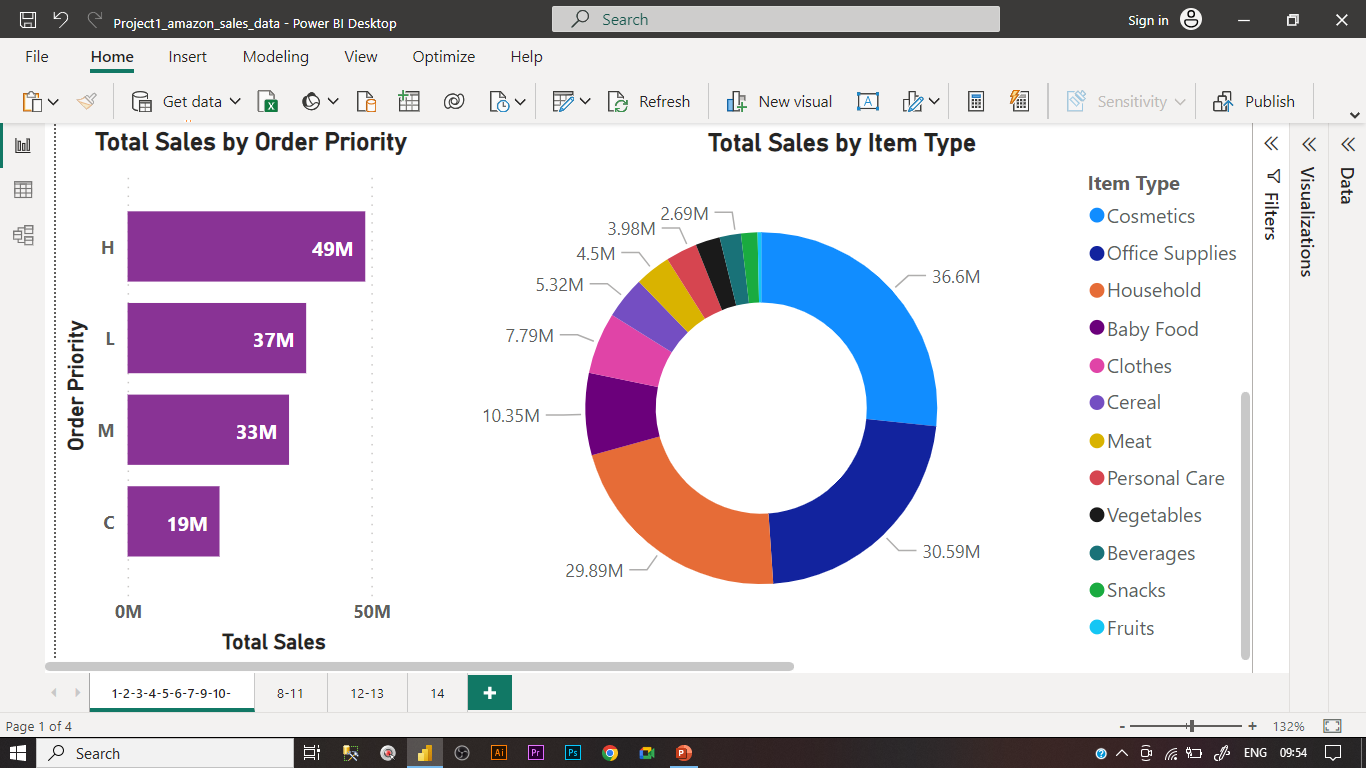 Project1_amazon_sales_data - Power BI Desktop
Search
Sign in
File Home Insert Modeling View Optimize Help
Get data
Refresh
New visual
Sensitivity
Publish
Total Sales by Order Priority
Order Priority
H 49M
L 37M
M 33M
C 19M
0M 50M
Total Sales
Total Sales by Item Type
2.69M
3.98M
4.5M
5.32M
7.79M
10.35M
29.89M
36.6M
30.59M
Item Type
Cosmetics
Office Supplies
Household
Baby Food
Clothes
Cereal
Meat
Personal Care
Vegetables
Beverages
Snacks
Fruits
Filters
Visualizations
Data
1-2-3-4-5-6-7-9-10- 8-11 12-13 14 +
Page 1 of 4
- + 132%
Search
Ai Pr Ps
ENG 09:54